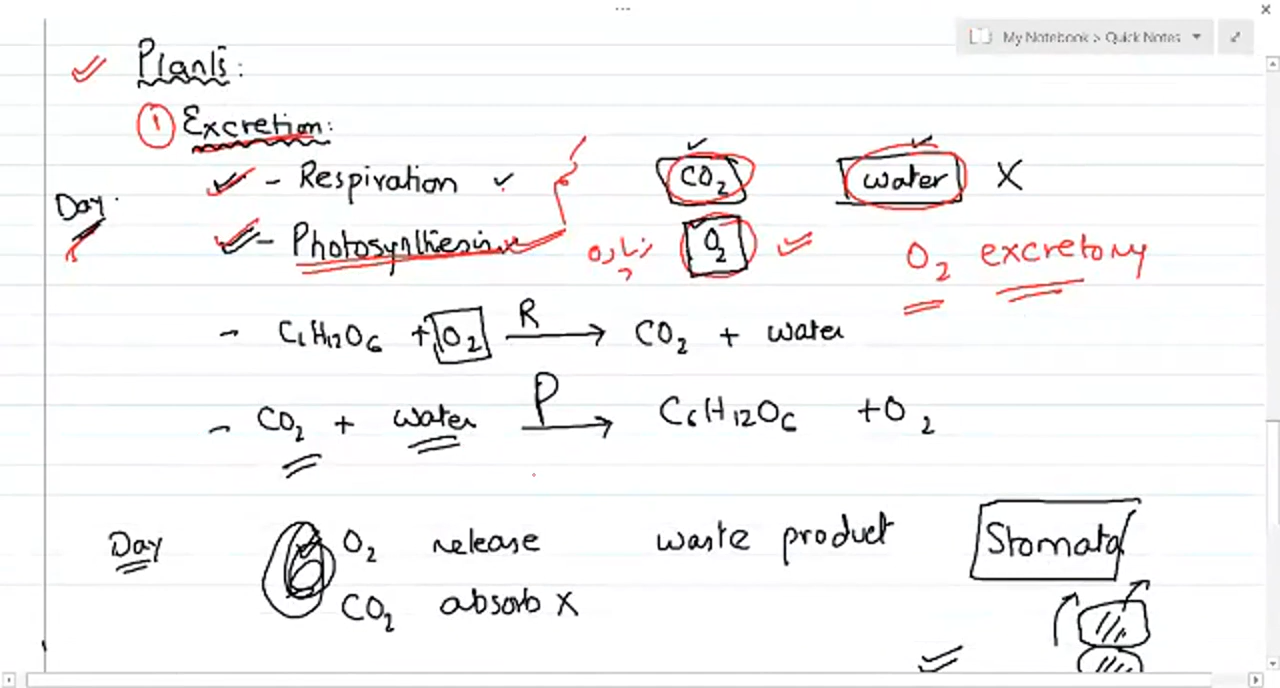 My Notebook > Quick Notes
Plants:
1 Excretion:
- Respiration CO2 water X
Day.
- Photosynthesis O2 O2 excretory
- C6H12O6 + O2 R → CO2 + water
- CO2 + water P → C6H12O6 + O2
Day O2 release waste product Stomata
CO2 absorb X